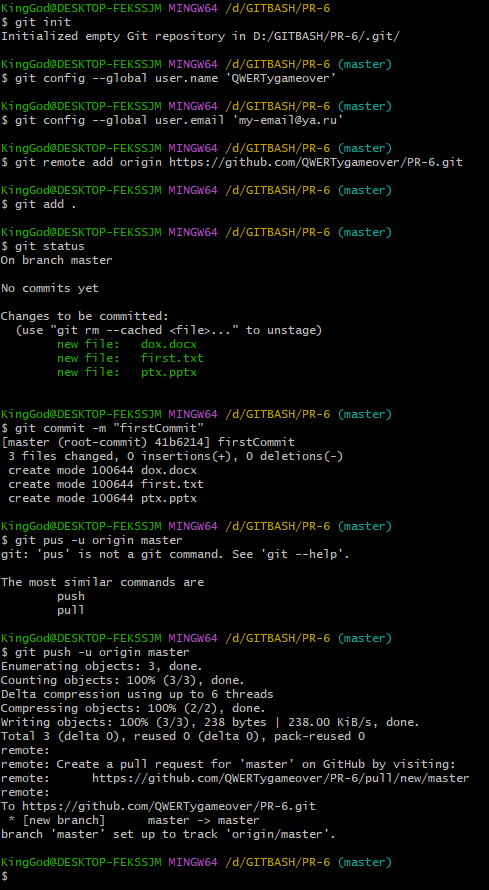 KingGod@DESKTOP-FEKSSJM MINGW64 /d/GITBASH/PR-6
$ git init
Initialized empty Git repository in D:/GITBASH/PR-6/.git/

KingGod@DESKTOP-FEKSSJM MINGW64 /d/GITBASH/PR-6 (master)
$ git config --global user.name 'QWERTygameover'

KingGod@DESKTOP-FEKSSJM MINGW64 /d/GITBASH/PR-6 (master)
$ git config --global user.email 'my-email@ya.ru'

KingGod@DESKTOP-FEKSSJM MINGW64 /d/GITBASH/PR-6 (master)
$ git remote add origin https://github.com/QWERTygameover/PR-6.git

KingGod@DESKTOP-FEKSSJM MINGW64 /d/GITBASH/PR-6 (master)
$ git add .

KingGod@DESKTOP-FEKSSJM MINGW64 /d/GITBASH/PR-6 (master)
$ git status
On branch master

No commits yet

Changes to be committed:
  (use "git rm --cached <file>..." to unstage)
        new file:   dox.docx
        new file:   first.txt
        new file:   ptx.pptx


KingGod@DESKTOP-FEKSSJM MINGW64 /d/GITBASH/PR-6 (master)
$ git commit -m "firstCommit"
[master (root-commit) 41b6214] firstCommit
 3 files changed, 0 insertions(+), 0 deletions(-)
 create mode 100644 dox.docx
 create mode 100644 first.txt
 create mode 100644 ptx.pptx

KingGod@DESKTOP-FEKSSJM MINGW64 /d/GITBASH/PR-6 (master)
$ git pus -u origin master
git: 'pus' is not a git command. See 'git --help'.

The most similar commands are
        push
        pull

KingGod@DESKTOP-FEKSSJM MINGW64 /d/GITBASH/PR-6 (master)
$ git push -u origin master
Enumerating objects: 3, done.
Counting objects: 100% (3/3), done.
Delta compression using up to 6 threads
Compressing objects: 100% (2/2), done.
Writing objects: 100% (3/3), 238 bytes | 238.00 KiB/s, done.
Total 3 (delta 0), reused 0 (delta 0), pack-reused 0
remote:
remote: Create a pull request for 'master' on GitHub by visiting:
remote:      https://github.com/QWERTygameover/PR-6/pull/new/master
remote:
To https://github.com/QWERTygameover/PR-6.git
 * [new branch]      master -> master
branch 'master' set up to track 'origin/master'.

KingGod@DESKTOP-FEKSSJM MINGW64 /d/GITBASH/PR-6 (master)
$